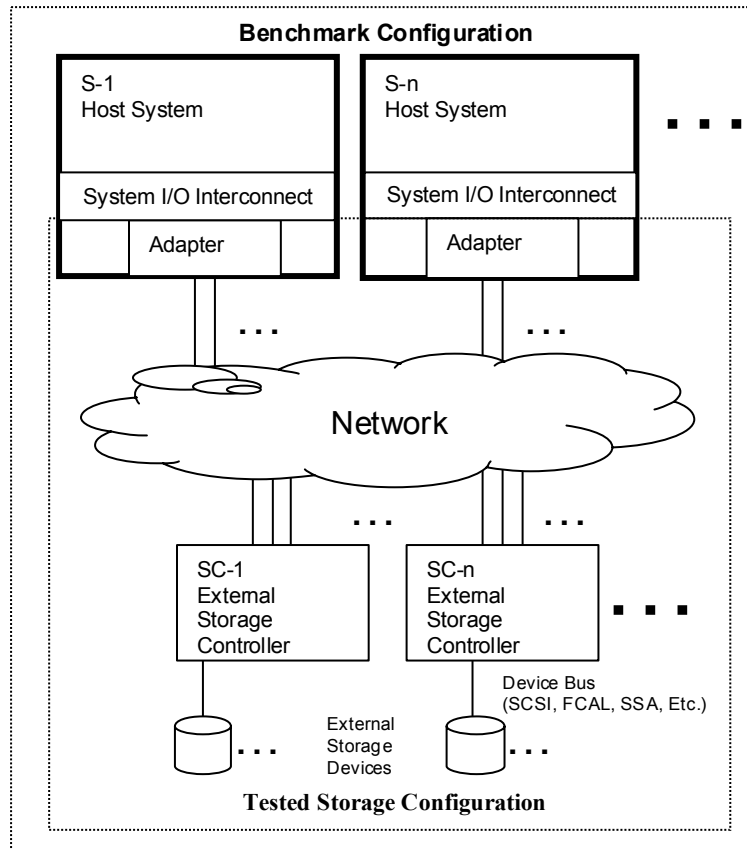 Benchmark Configuration
S-1
Host System
System I/O Interconnect
Adapter
S-n
Host System
System I/O Interconnect
Adapter
. . .
. . .
. . .
Network
. . .
. . .
SC-1
External
Storage
Controller
SC-n
External
Storage
Controller
. . .
Device Bus
(SCSI, FCAL, SSA, Etc.)
. . .
External
Storage
Devices
. . .
Tested Storage Configuration